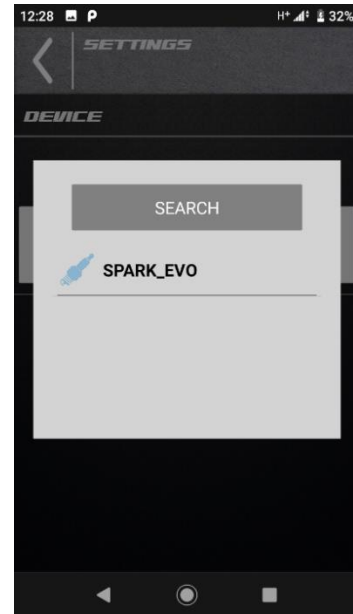 12:28 H+ 32%
SETTINGS
DEVICE
SEARCH
SPARK_EVO